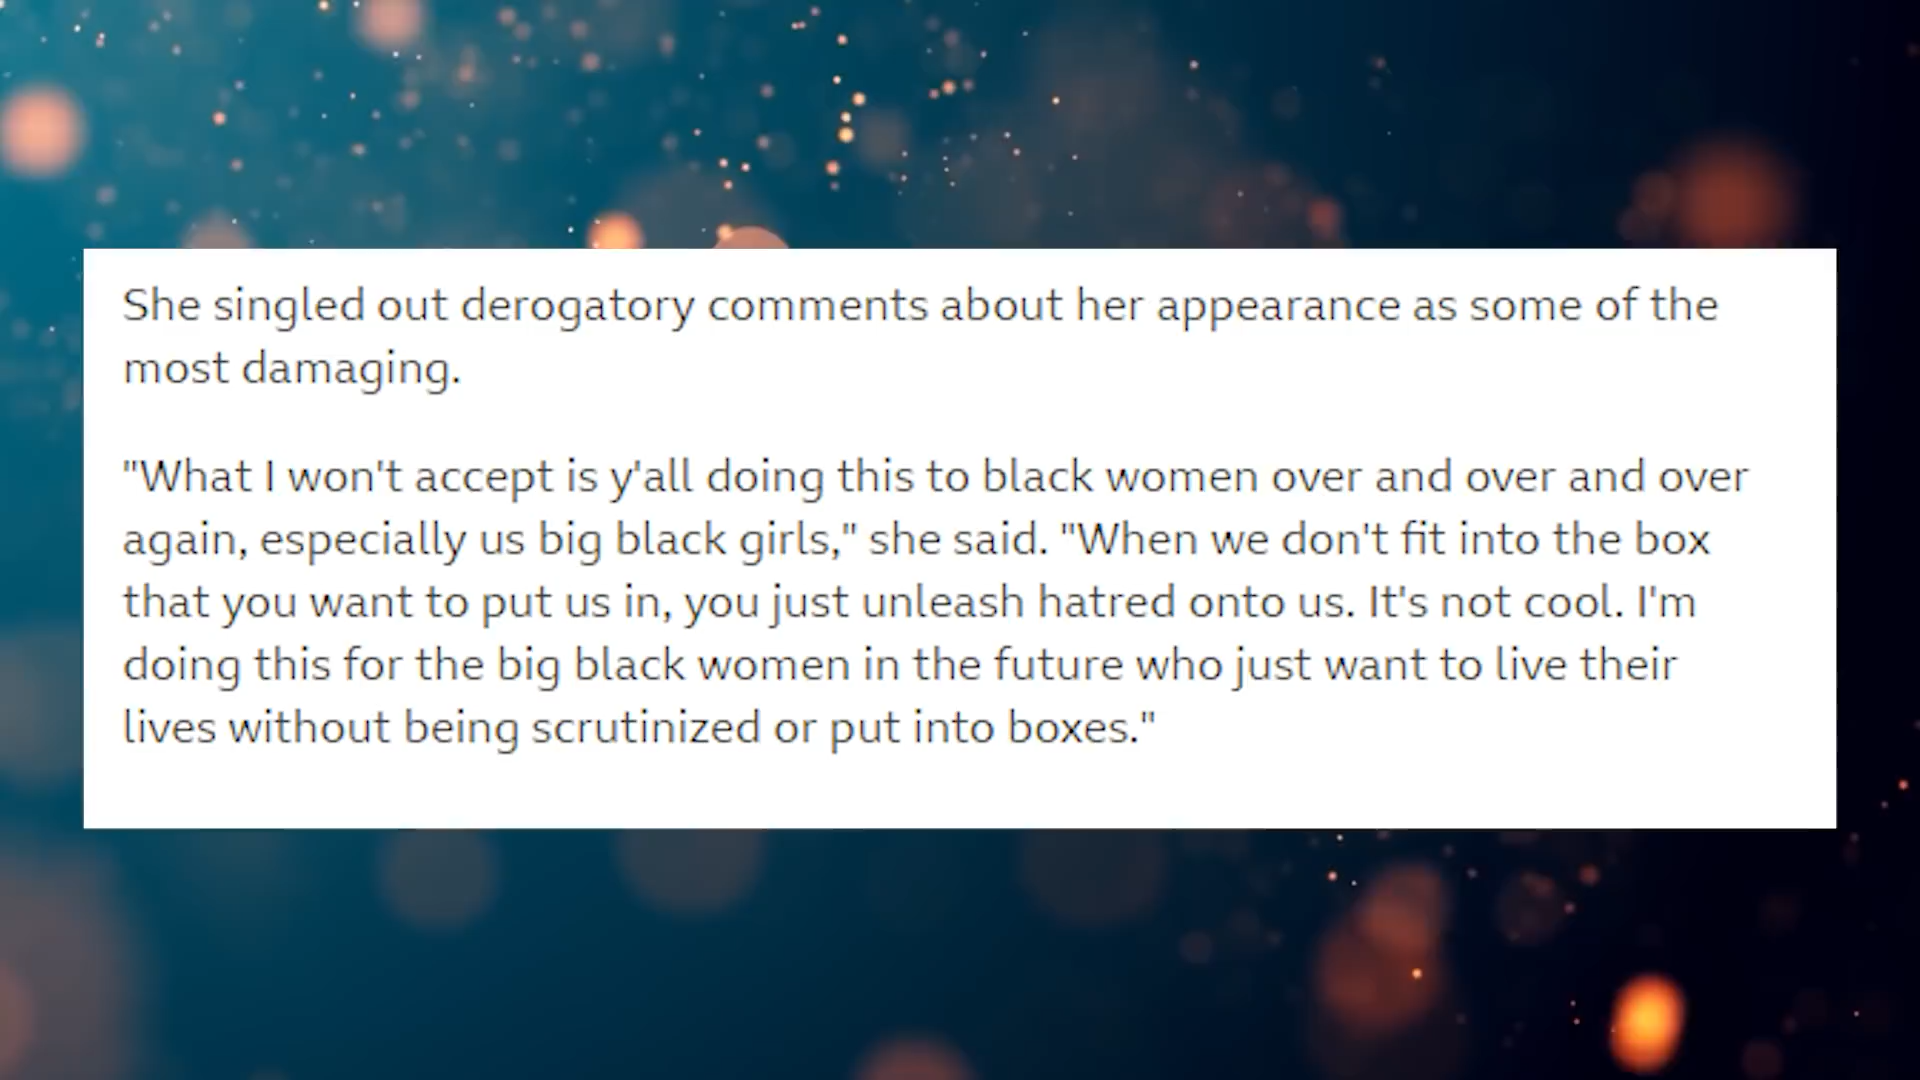 She singled out derogatory comments about her appearance as some of the
most damaging.
"What I won't accept is y'all doing this to black women over and over and over
again, especially us big black girls," she said. "When we don't fit into the box
that you want to put us in, you just unleash hatred onto us. It's not cool. I'm
doing this for the big black women in the future who just want to live their
lives without being scrutinized or put into boxes."